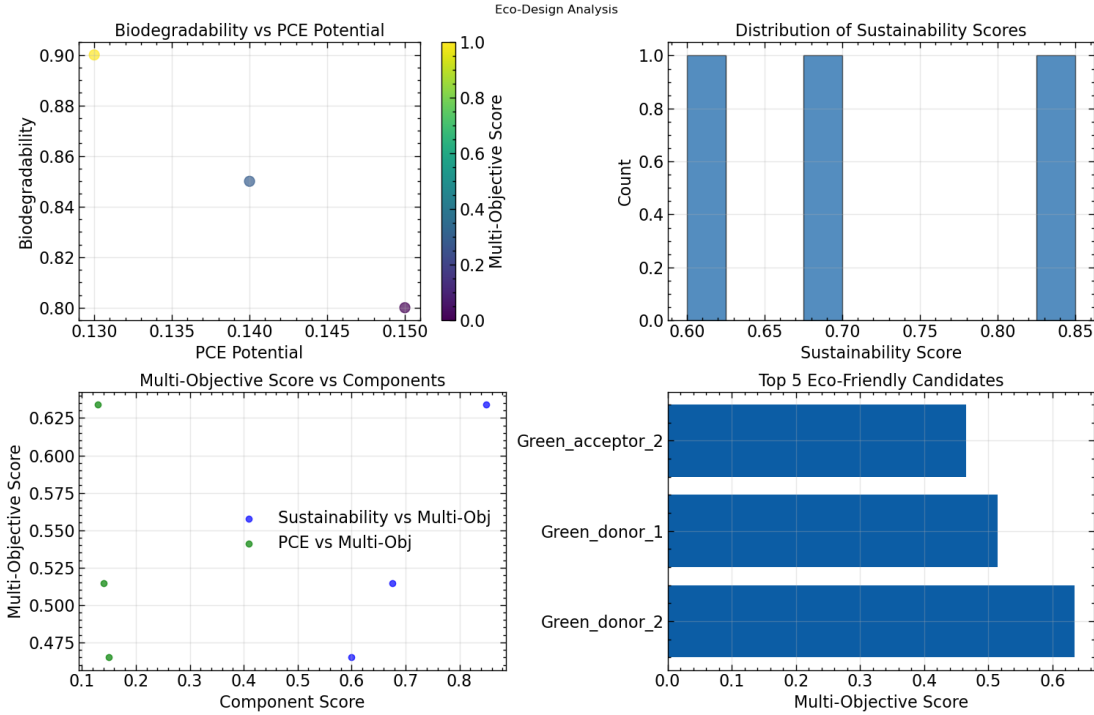 Eco-Design Analysis
Biodegradability vs PCE Potential
0.90
0.88
0.86
0.84
0.82
0.80
Biodegradability
0.130
0.135
0.140
0.145
0.150
PCE Potential
1.0
0.8
0.6
0.4
0.2
0.0
Multi-Objective Score
Distribution of Sustainability Scores
1.0
0.8
0.6
0.4
0.2
0.0
Count
0.60
0.65
0.70
0.75
0.80
0.85
Sustainability Score
Multi-Objective Score vs Components
0.625
0.600
0.575
0.550
0.525
0.500
0.475
Multi-Objective Score
Sustainability vs Multi-Obj
PCE vs Multi-Obj
0.1
0.2
0.3
0.4
0.5
0.6
0.7
0.8
Component Score
Top 5 Eco-Friendly Candidates
Green_acceptor_2
Green_donor_1
Green_donor_2
0.0
0.1
0.2
0.3
0.4
0.5
0.6
Multi-Objective Score